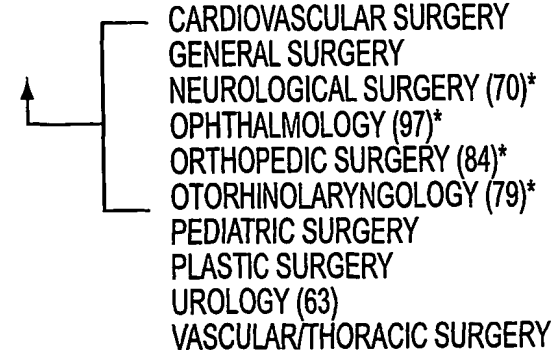 CARDIOVASCULAR SURGERY
GENERAL SURGERY
NEUROLOGICAL SURGERY (70)*
OPHTHALMOLOGY (97)*
ORTHOPEDIC SURGERY (84)*
OTORHINOLARYNGOLOGY (79)*
PEDIATRIC SURGERY
PLASTIC SURGERY
UROLOGY (63)
VASCULAR/THORACIC SURGERY